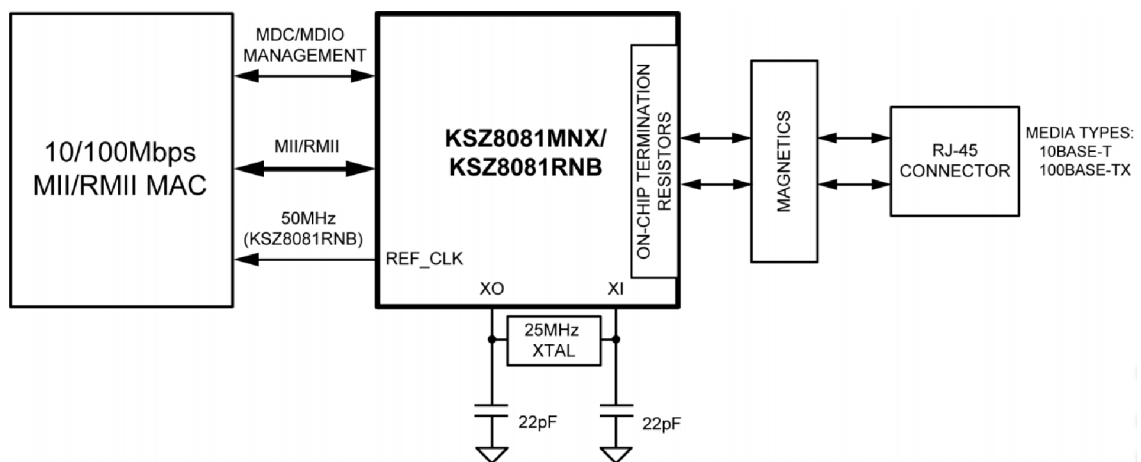 MDC/MDIO
MANAGEMENT
10/100Mbps
MII/RMII MAC
MII/RMII
50MHz
(KSZ8081RNB)
KSZ8081MNX/
KSZ8081RNB
REF_CLK
XO
XI
ON-CHIP TERMINATION
RESISTORS
MAGNETICS
RJ-45
CONNECTOR
MEDIA TYPES:
10BASE-T
100BASE-TX
25MHz
XTAL
22pF
22pF